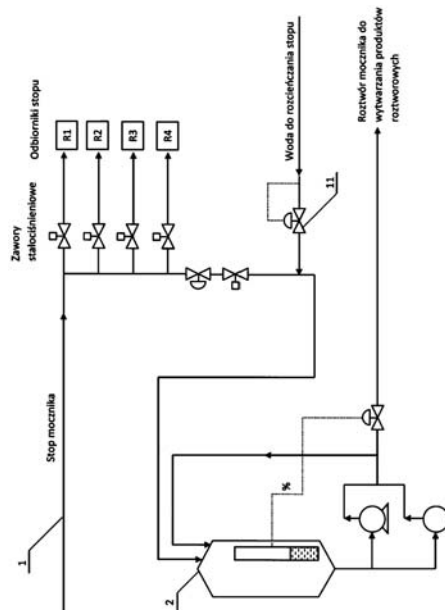 Odbiorniki stopu
Zawory
stałociśnieniowe
R1
R2
R3
R4
Stop mocznika
1
Woda do rozcieńczania stopu
11
Roztwór mocznika do
wytwarzania produktów
roztworowych
%
2